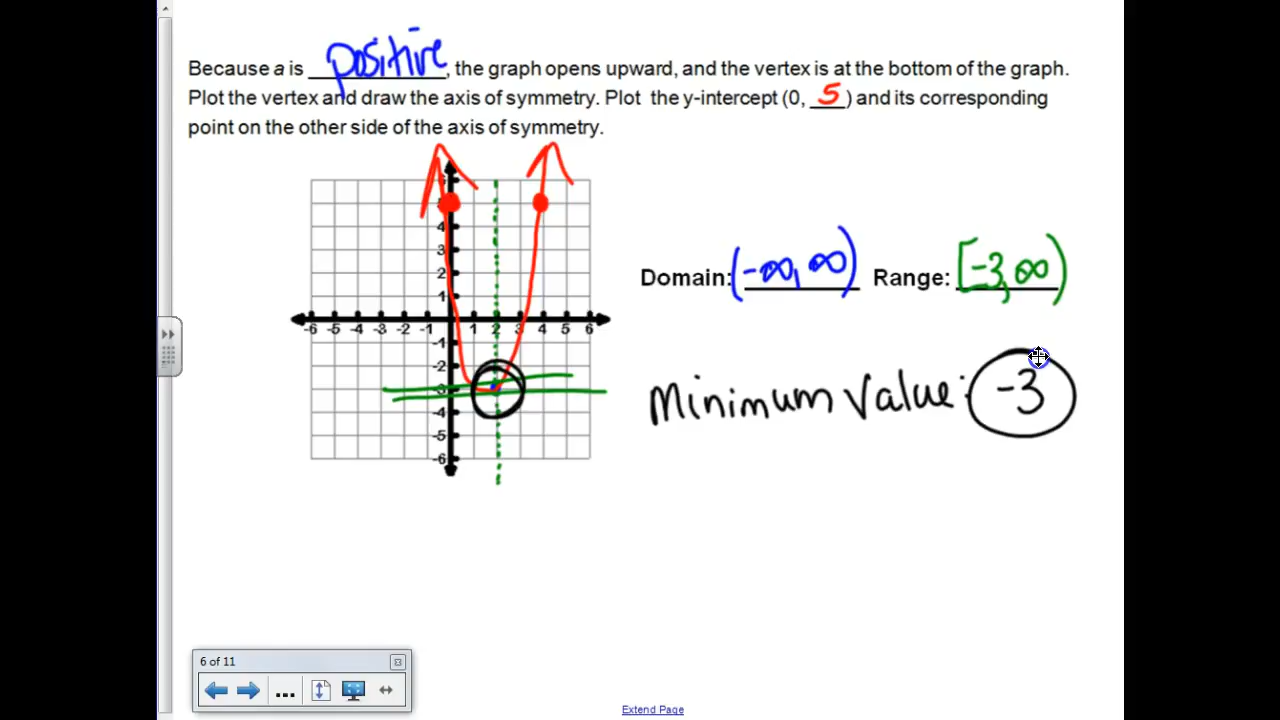 Because a is positive, the graph opens upward, and the vertex is at the bottom of the graph.
Plot the vertex and draw the axis of symmetry. Plot the y-intercept (0, 5) and its corresponding
point on the other side of the axis of symmetry.
4
3
2
1
-6 -5 -4 -3 -2 -1 1 2 3 4 5 6
-1
-2
-3
-4
-5
-6
Domain: (-∞, ∞) Range: [-3, ∞)
Minimum Value: -3
6 of 11
...
Extend Page